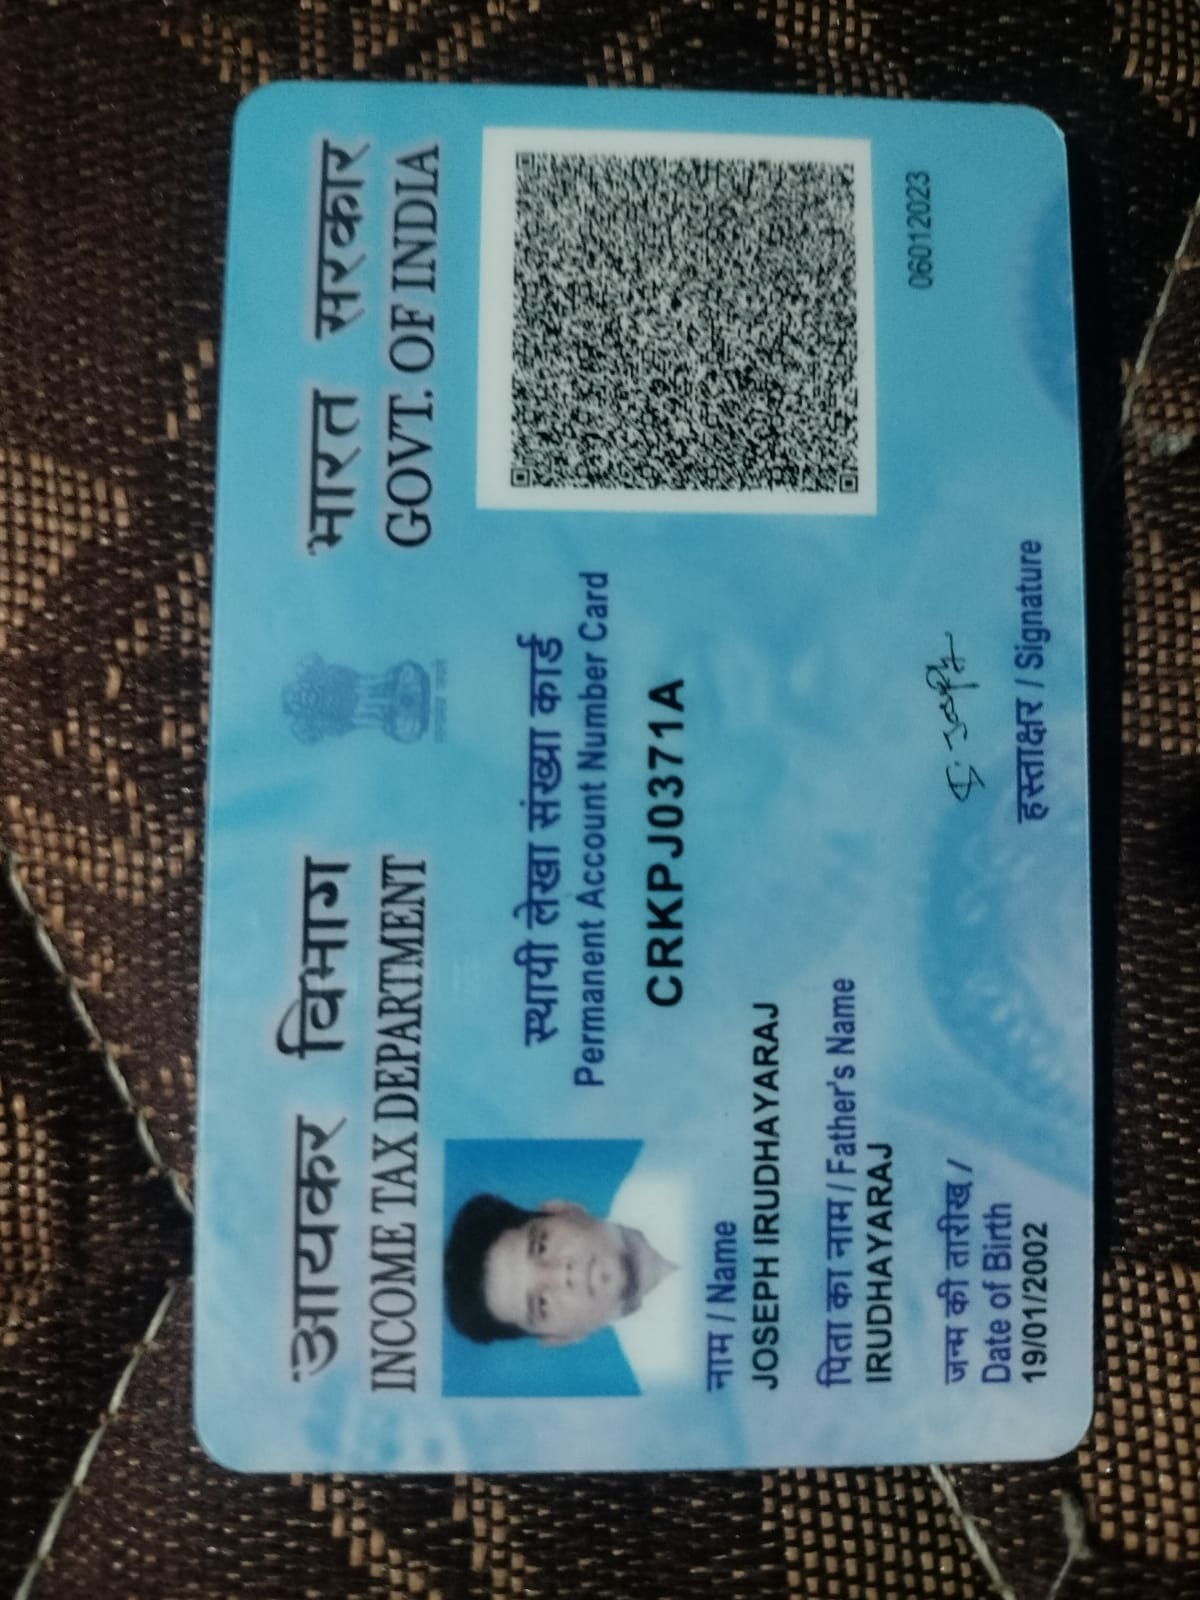 आयकर विभाग
INCOME TAX DEPARTMENT
भारत सरकार
GOVT. OF INDIA
स्थायी लेखा संख्या कार्ड
Permanent Account Number Card
CRKPJ0371A
नाम / Name
JOSEPH IRUDHAYARAJ
पिता का नाम / Father's Name
IRUDHAYARAJ
जन्म की तारीख /
Date of Birth
19/01/2002
हस्ताक्षर / Signature
06012023